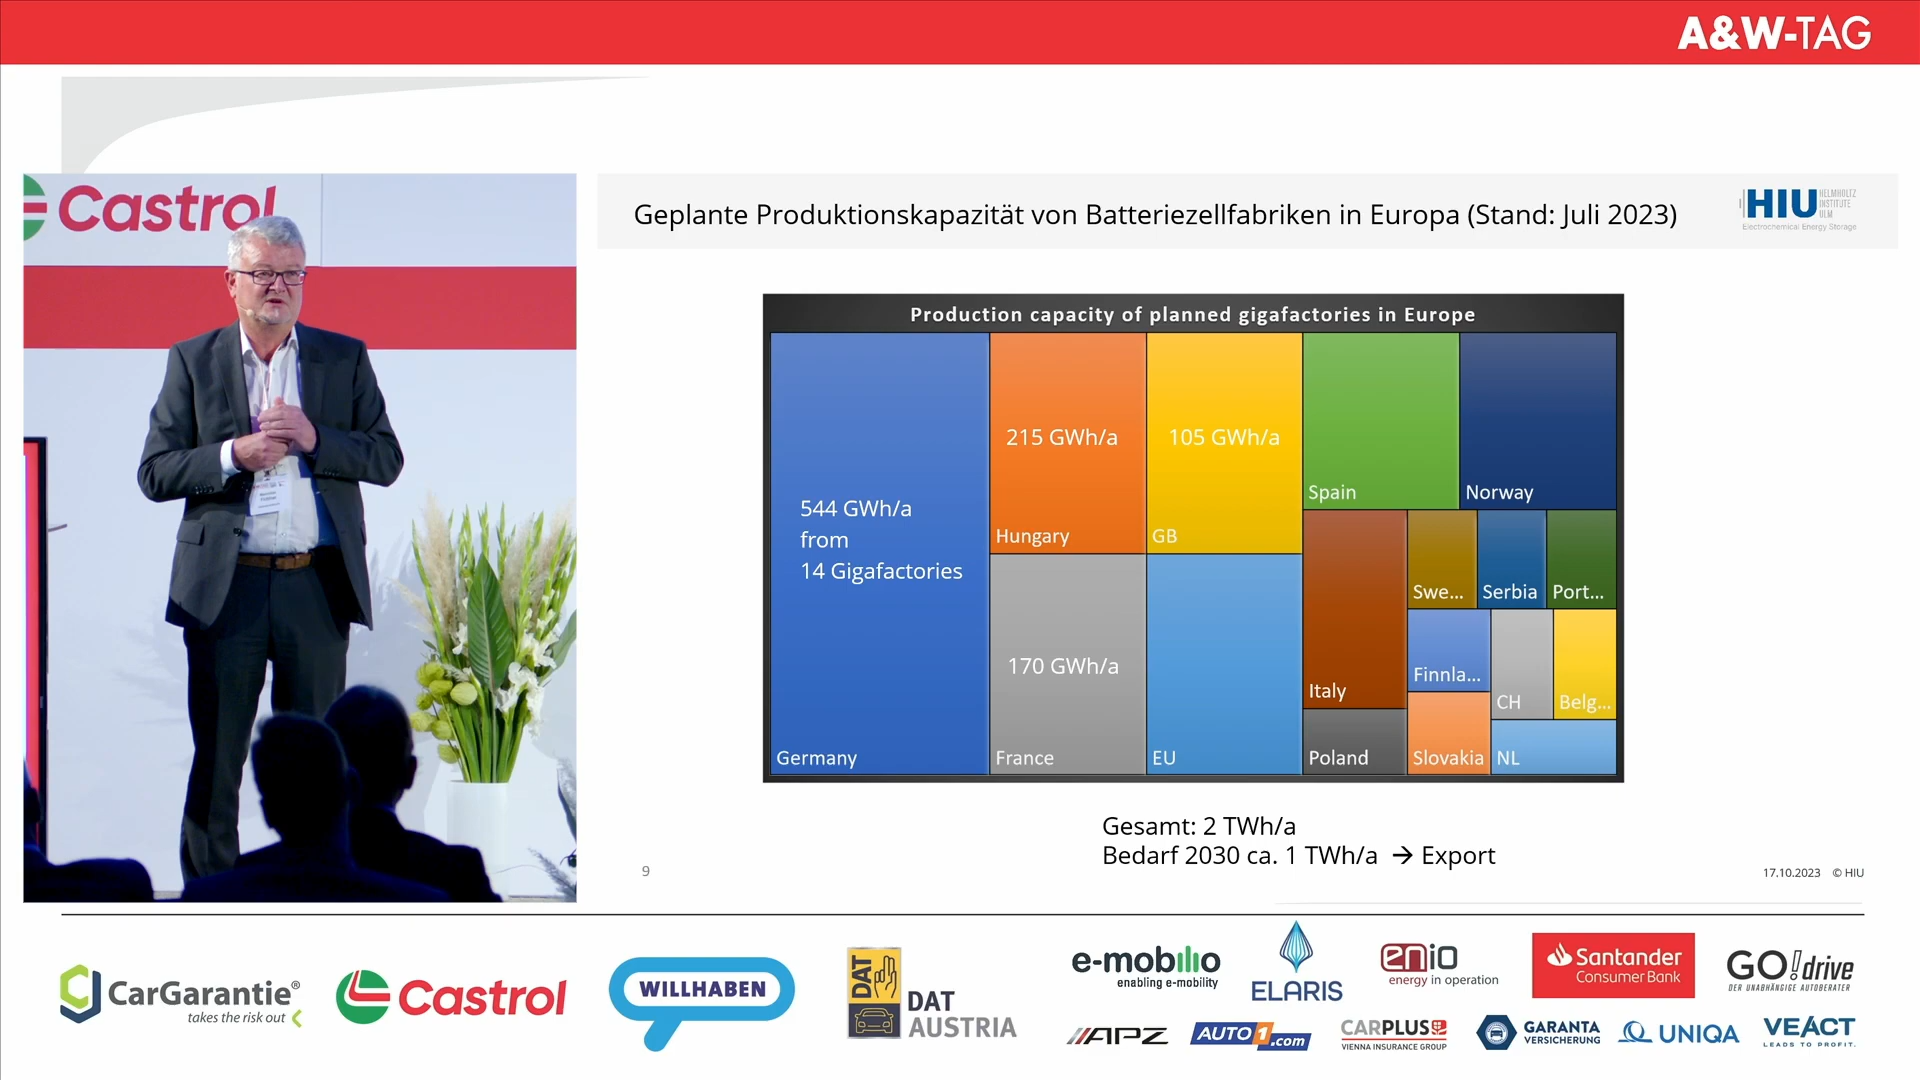 A&W-TAG
Castrol
Geplante Produktionskapazität von Batteriezellfabriken in Europa (Stand: Juli 2023)
HIU
HELMHOLTZ
INSTITUTE
ULM
Electrochemical Energy Storage
Production capacity of planned gigafactories in Europe
544 GWh/a
from
14 Gigafactories
Germany
215 GWh/a
Hungary
170 GWh/a
France
105 GWh/a
GB
EU
Spain
Norway
Italy
Poland
Swe...
Serbia
Port...
Finnla...
Slovakia
CH
Belg...
NL
Gesamt: 2 TWh/a
Bedarf 2030 ca. 1 TWh/a → Export
9
17.10.2023 © HIU
CarGarantie®
takes the risk out
Castrol
WILLHABEN
DAT
DAT
AUSTRIA
e-mobilio
enabling e-mobility
ELARIS
enio
energy in operation
Santander
Consumer Bank
GO!drive
DER UNABHÄNGIGE AUTOBERATER
APZ
AUTO1.com
CARPLUS
VIENNA INSURANCE GROUP
GARANTA
VERSICHERUNG
UNIQA
VEACT
LEADS TO PROFIT.